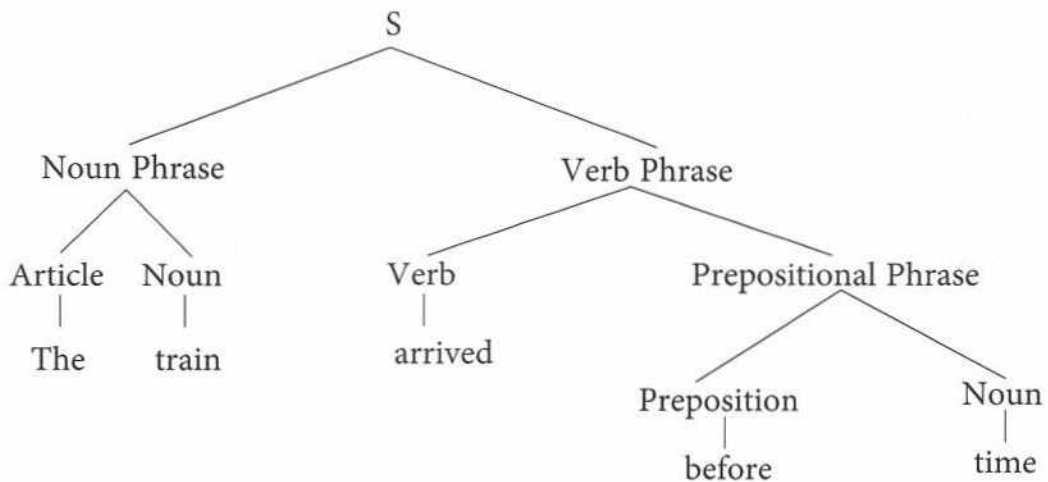 S
Noun Phrase Verb Phrase
Article Noun Verb Prepositional Phrase
The train arrived
Preposition Noun
before time